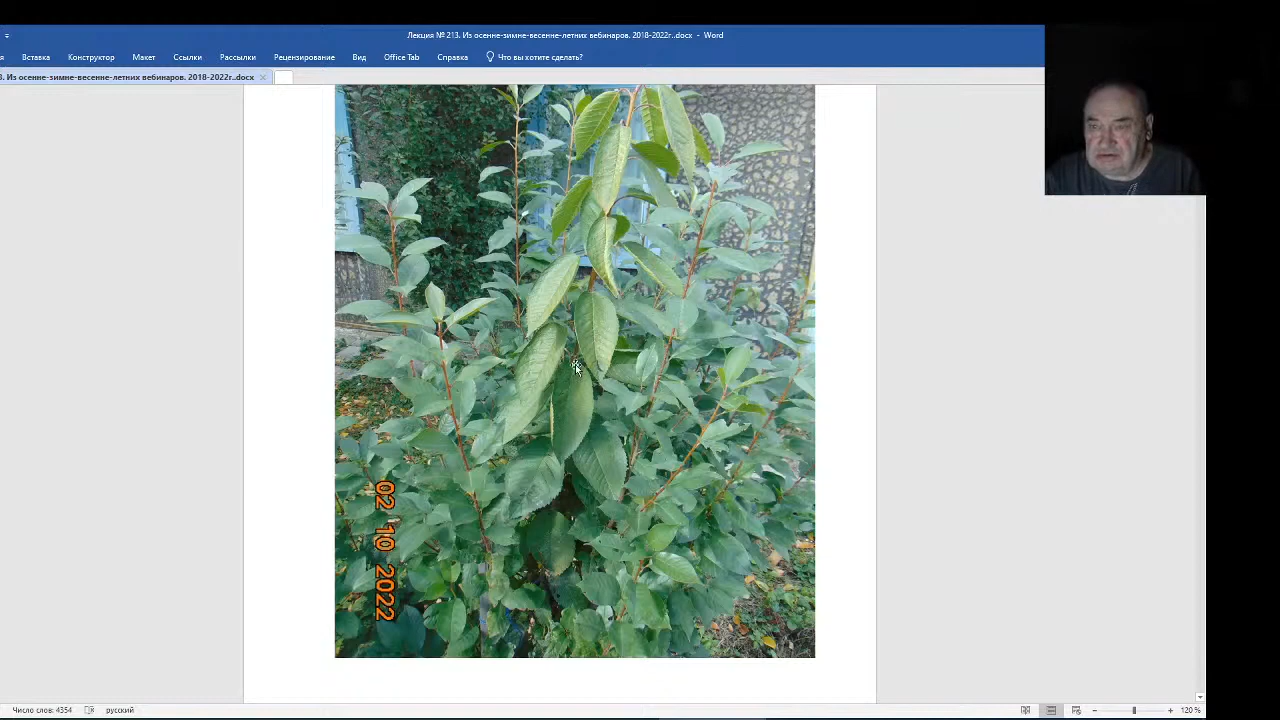 Лекция № 213. Из осенне-зимне-весенне-летних вебинаров. 2018-2022г..docx - Word
Вставка Конструктор Макет Ссылки Рассылки Рецензирование Вид Office Tab Справка Что вы хотите сделать?
3. Из осенне-зимне-весенне-летних вебинаров. 2018-2022г..docx
02 10 2022
Число слов: 4354 русский 120 %